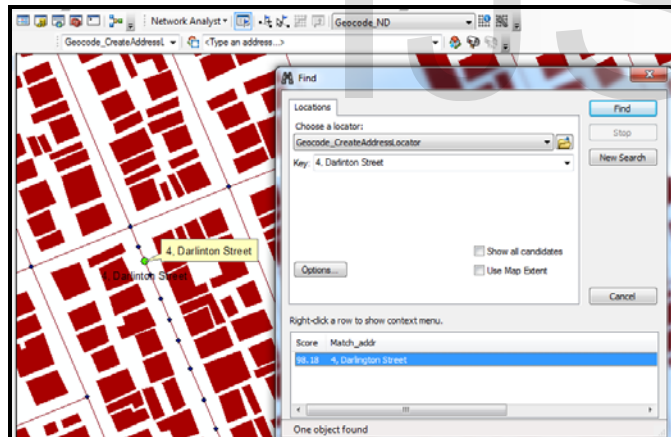 Network Analyst
Geocode_ND
Geocode_CreateAddressL
<Type an address...>
Find
Locations
Choose a locator:
Geocode_CreateAddressLocator
Key: 4, Darlinton Street
Find
Stop
New Search
4, Darlinton Street
4, Darlinton Street
Show all candidates
Use Map Extent
Options...
Cancel
Right-click a row to show context menu.
Score Match_addr
98.18 4, Darlington Street
One object found